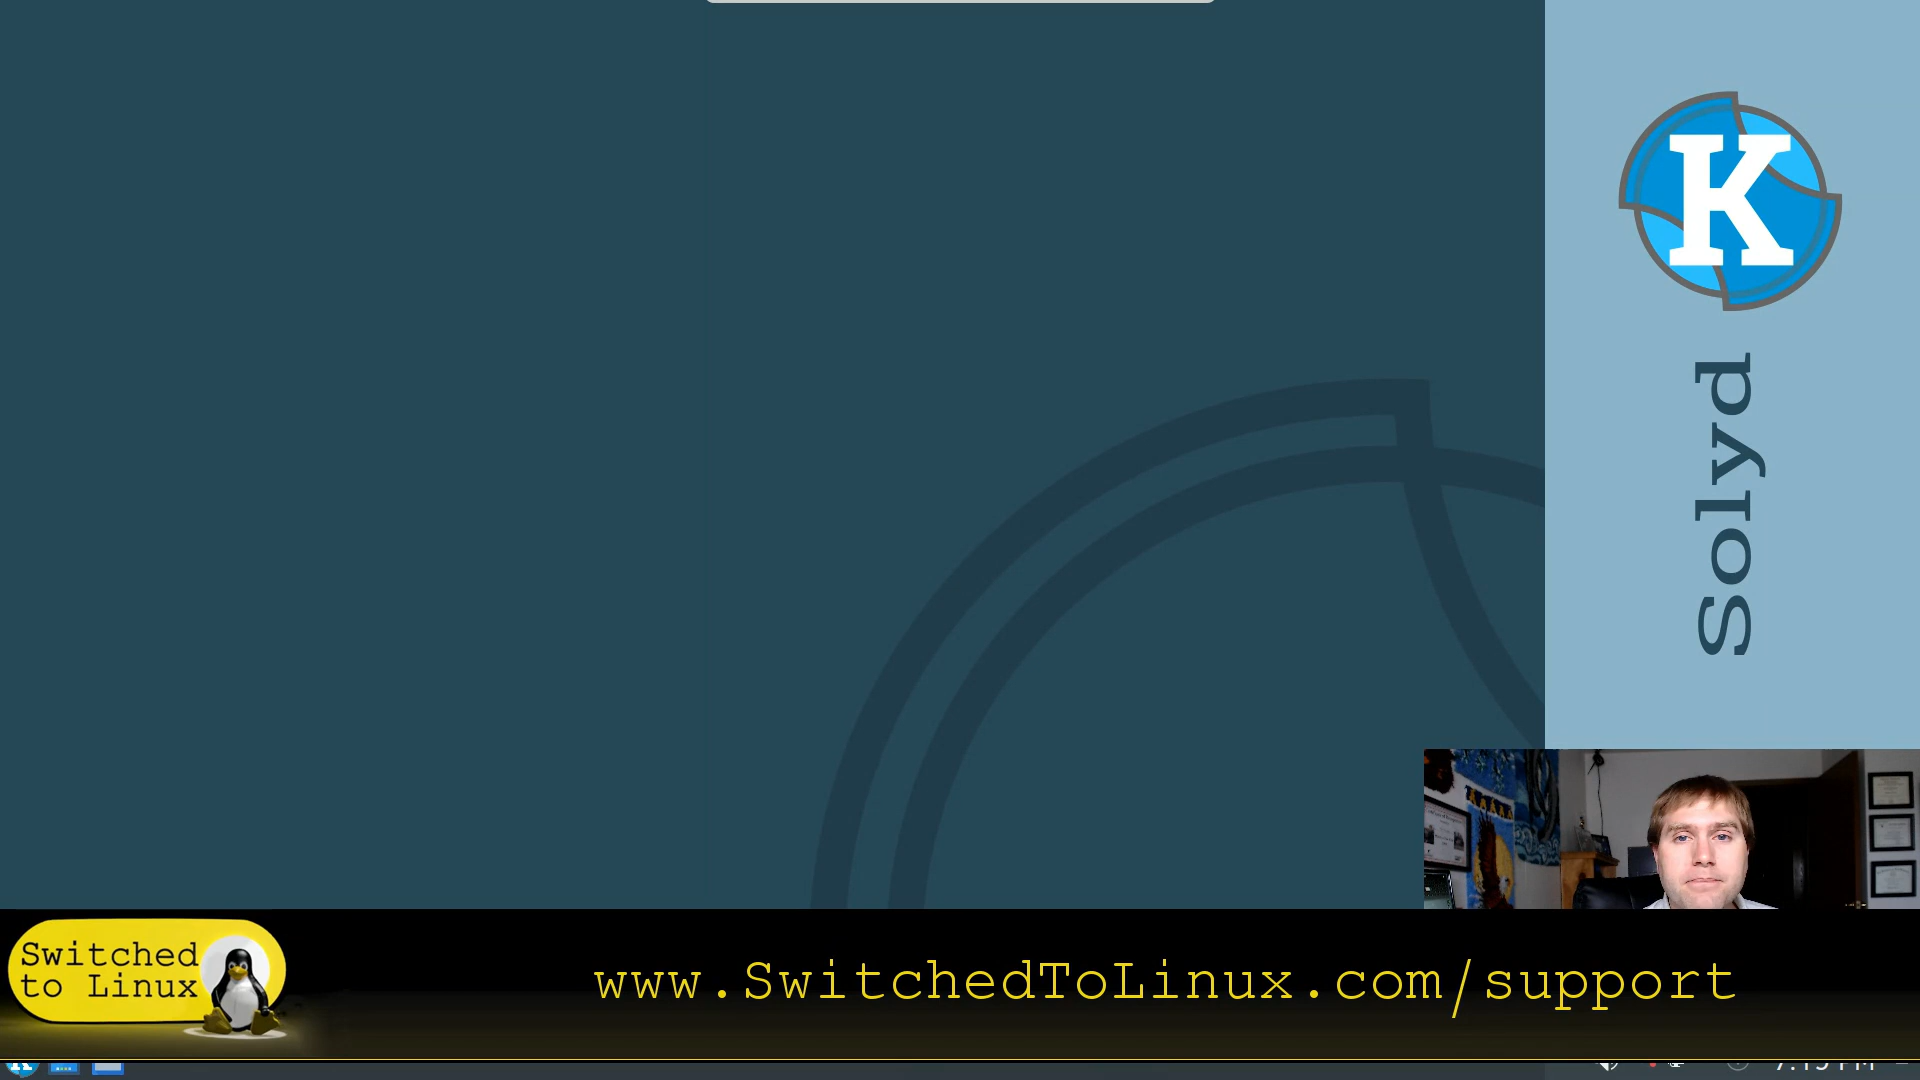 K
Solyd
Switched
to Linux
www.SwitchedToLinux.com/support